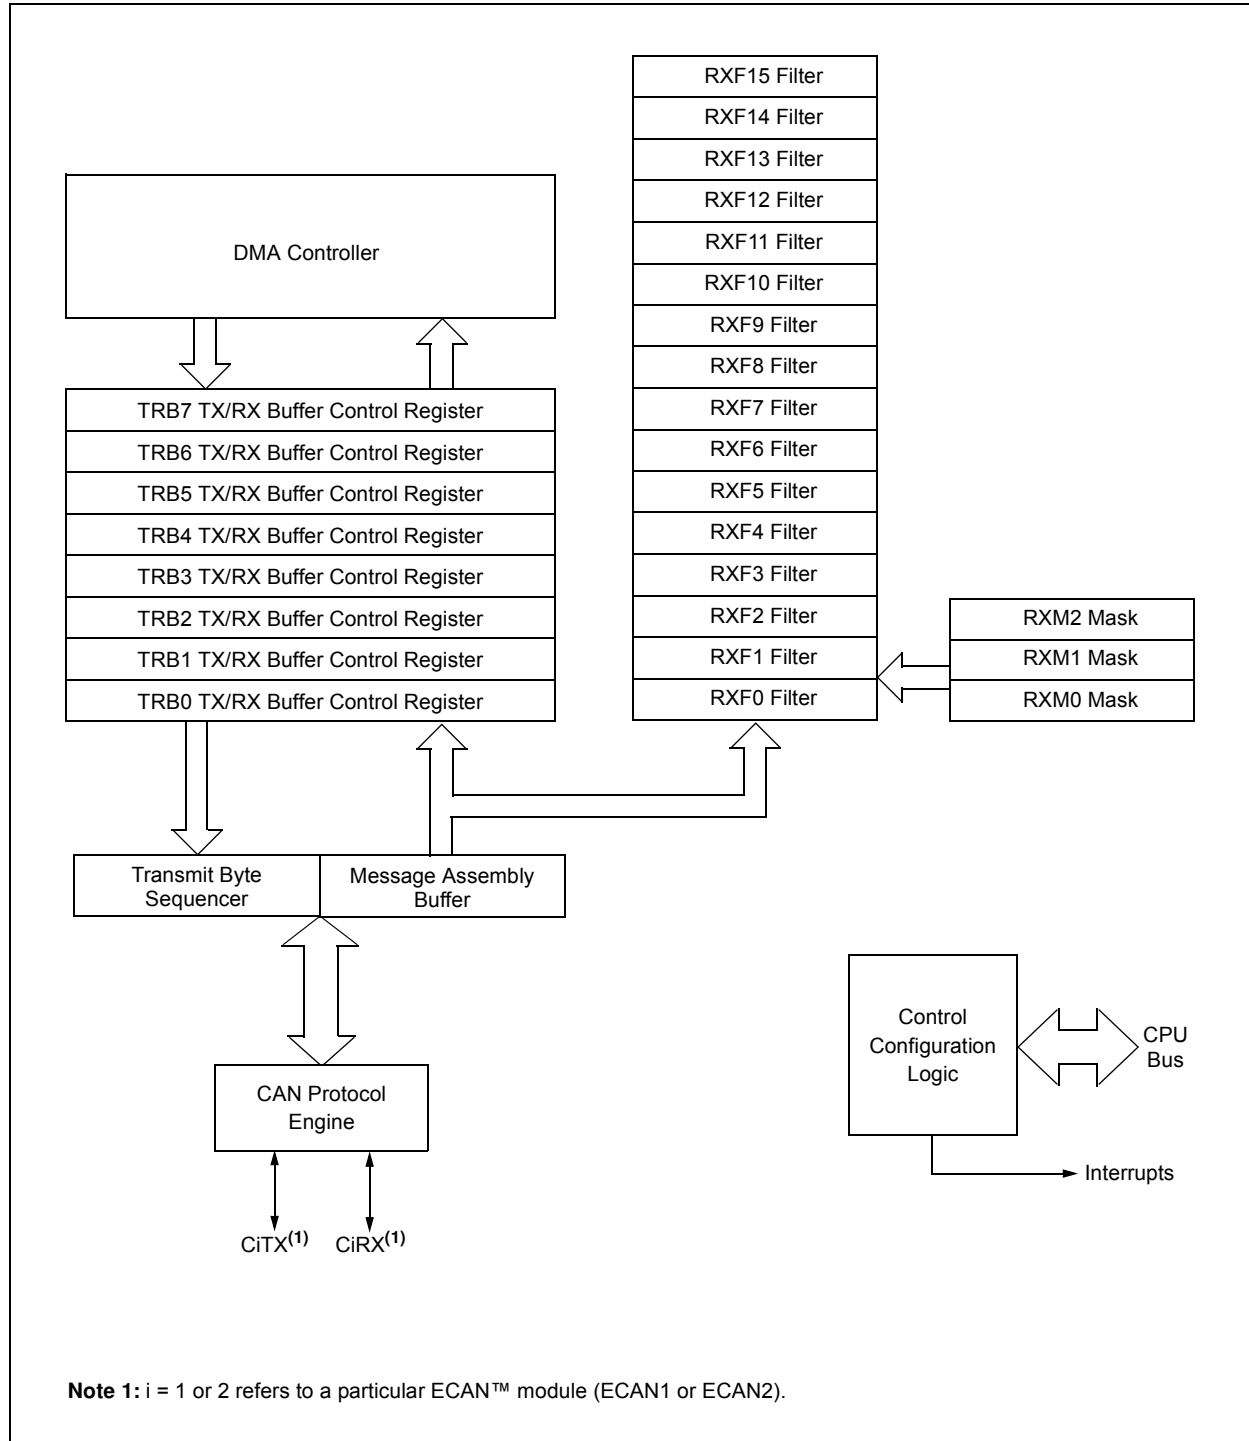 RXF15 Filter
RXF14 Filter
RXF13 Filter
RXF12 Filter
RXF11 Filter
RXF10 Filter
RXF9 Filter
RXF8 Filter
RXF7 Filter
RXF6 Filter
RXF5 Filter
RXF4 Filter
RXF3 Filter
RXF2 Filter
RXF1 Filter
RXF0 Filter
DMA Controller
TRB7 TX/RX Buffer Control Register
TRB6 TX/RX Buffer Control Register
TRB5 TX/RX Buffer Control Register
TRB4 TX/RX Buffer Control Register
TRB3 TX/RX Buffer Control Register
TRB2 TX/RX Buffer Control Register
TRB1 TX/RX Buffer Control Register
TRB0 TX/RX Buffer Control Register
RXM2 Mask
RXM1 Mask
RXM0 Mask
Transmit Byte
Sequencer
Message Assembly
Buffer
Control
Configuration
Logic
CPU
Bus
CAN Protocol
Engine
Interrupts
CiTX(1)
CiRX(1)
Note 1: i = 1 or 2 refers to a particular ECAN™ module (ECAN1 or ECAN2).